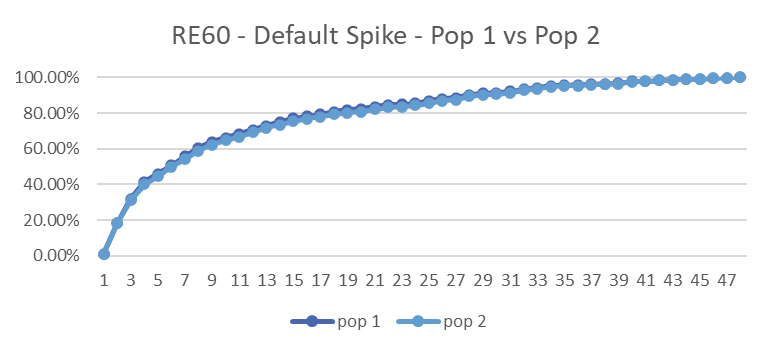 RE60 - Default Spike - Pop 1 vs Pop 2
100.00%
80.00%
60.00%
40.00%
20.00%
0.00%
1 3 5 7 9 11 13 15 17 19 21 23 25 27 29 31 33 35 37 39 41 43 45 47
pop 1 pop 2